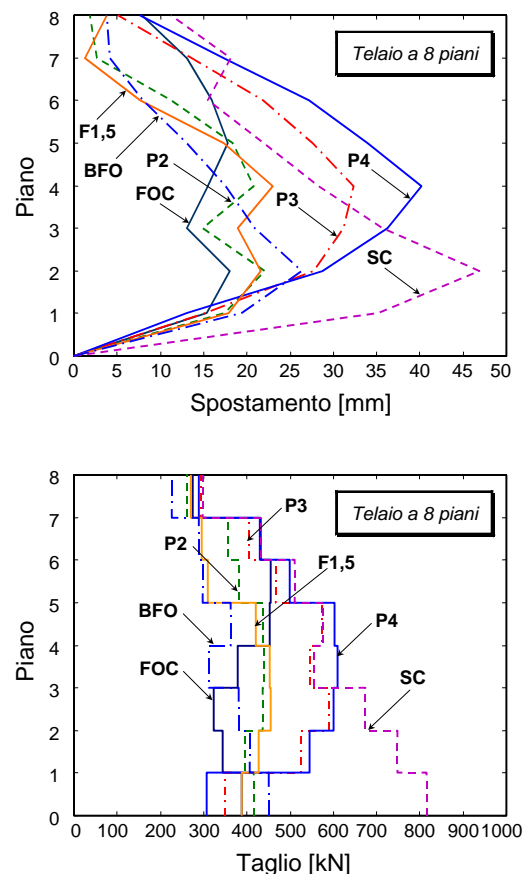 8
Telaio a 8 piani
7
6
F1,5
BFO
P2
P4
5
FOC
4
P3
3
SC
2
1
0
Piano
0 5 10 15 20 25 30 35 40 45 50
Spostamento [mm]
8
Telaio a 8 piani
P3
7
P2
F1,5
6
BFO
P4
5
4
FOC
SC
3
2
1
0
Piano
0 100 200 300 400 500 600 700 800 900 1000
Taglio [kN]